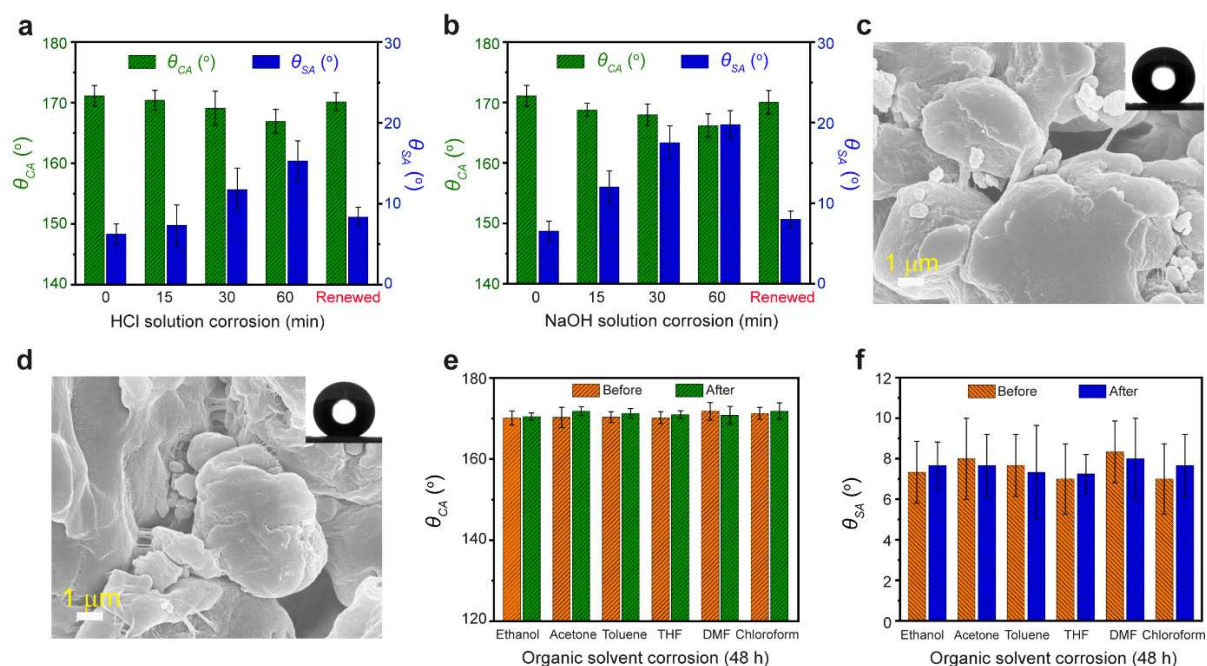 a
180
170
160
150
140
θCA (°)
θCA (°)
θSA (°)
30
20
10
0
θSA (°)
0
15
30
60
Renewed
HCl solution corrosion (min)
b
180
170
160
150
140
θCA (°)
θCA (°)
θSA (°)
30
20
10
0
θSA (°)
0
15
30
60
Renewed
NaOH solution corrosion (min)
c
1 μm
d
1 μm
e
180
170
160
150
140
130
120
θCA (°)
Before
After
Ethanol
Acetone
Toluene
THF
DMF
Chloroform
Organic solvent corrosion (48 h)
f
12
10
8
6
4
2
0
θSA (°)
Before
After
Ethanol
Acetone
Toluene
THF
DMF
Chloroform
Organic solvent corrosion (48 h)